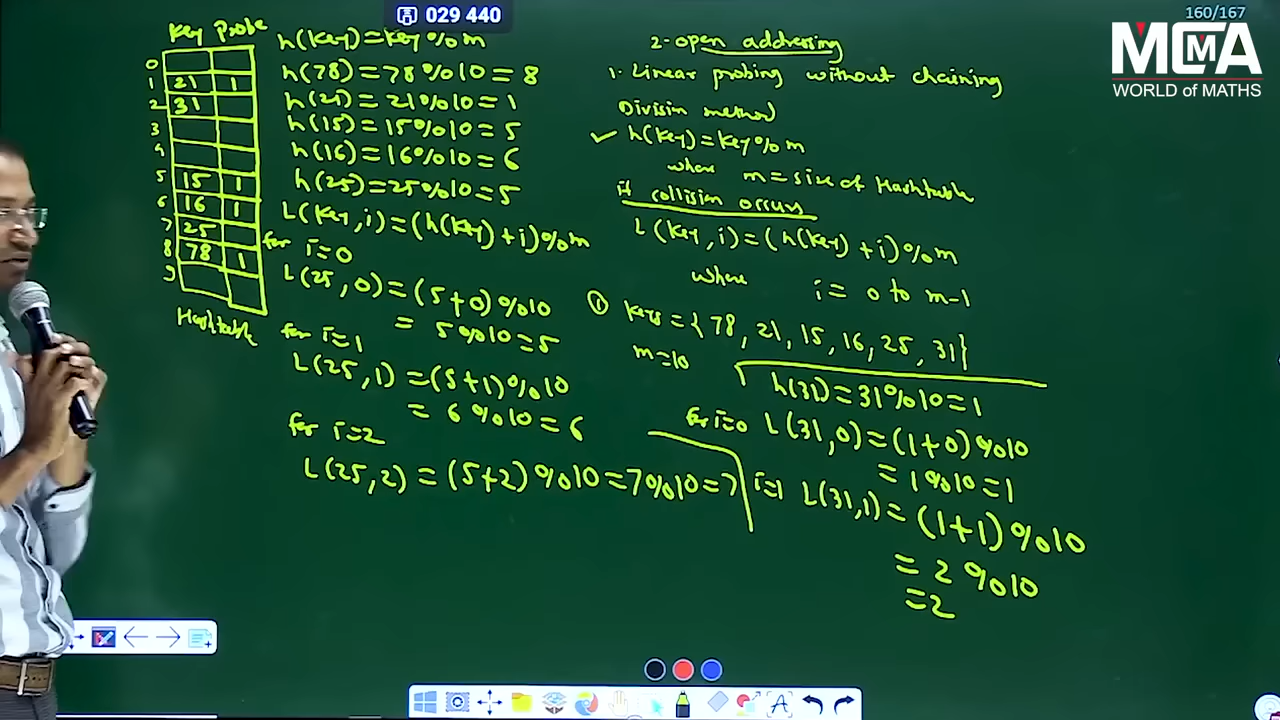 029 440
160/167
MCMA
WORLD of MATHS
Key Probe
0
1 21 1
2 31
3
4
5 15 1
6 16 1
7 25
8 78 1
9
Hashtable
h(key)=key%m
h(78)=78%10=8
h(21)=21%10=1
h(15)=15%10=5
h(16)=16%10=6
h(25)=25%10=5
L(key,i)=(h(key)+i)%m
for i=0
L(25,0)=(5+0)%10
= 5%10=5
for i=1
L(25,1)=(5+1)%10
= 6%10=6
for i=2
L(25,2)=(5+2)%10=7%10=7
2. open addressing
1. Linear probing without chaining
Division method
✓ h(key)=key%m
where m=size of Hashtable
if collision occurs
L(key,i)=(h(key)+i)%m
where i= 0 to m-1
① keys={78, 21, 15, 16, 25, 31}
m=10
h(31)=31%10=1
for i=0 L(31,0)=(1+0)%10
= 1%10=1
i=1 L(31,1)=(1+1)%10
= 2%10
=2